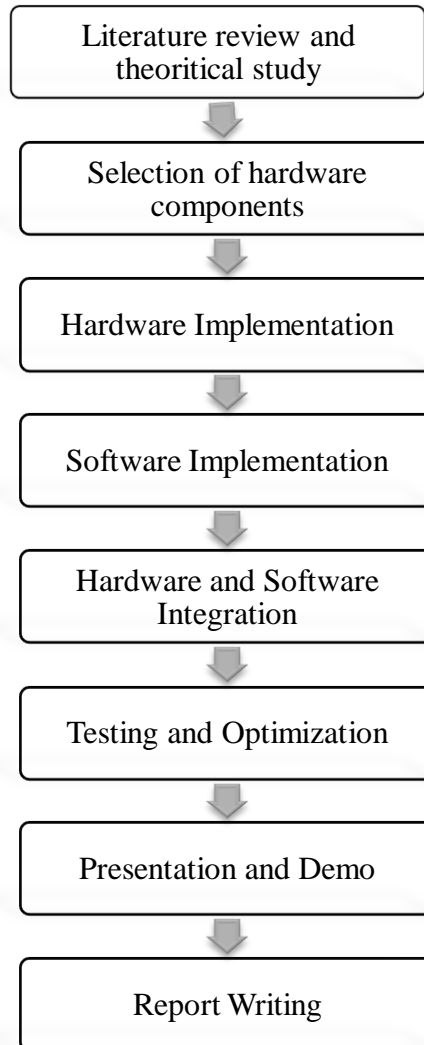 Literature review and
theoritical study
Selection of hardware
components
Hardware Implementation
Software Implementation
Hardware and Software
Integration
Testing and Optimization
Presentation and Demo
Report Writing